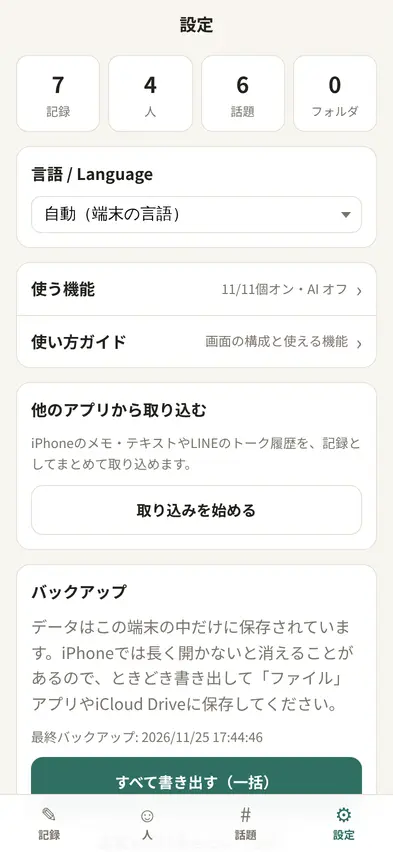 設定
7
記録
4
人
6
話題
0
フォルダ
言語 / Language
自動（端末の言語）
使う機能
11/11個オン・AI オフ ›
使い方ガイド
画面の構成と使える機能 ›
他のアプリから取り込む
iPhoneのメモ・テキストやLINEのトーク履歴を、記録と
してまとめて取り込めます。
取り込みを始める
バックアップ
データはこの端末の中だけに保存されていま
す。iPhoneでは長く開かないと消えることが
あるので、ときどき書き出して「ファイル」
アプリやiCloud Driveに保存してください。
最終バックアップ: 2026/11/25 17:44:46
すべて書き出す（一括）
記録
人
# 
話題
設定